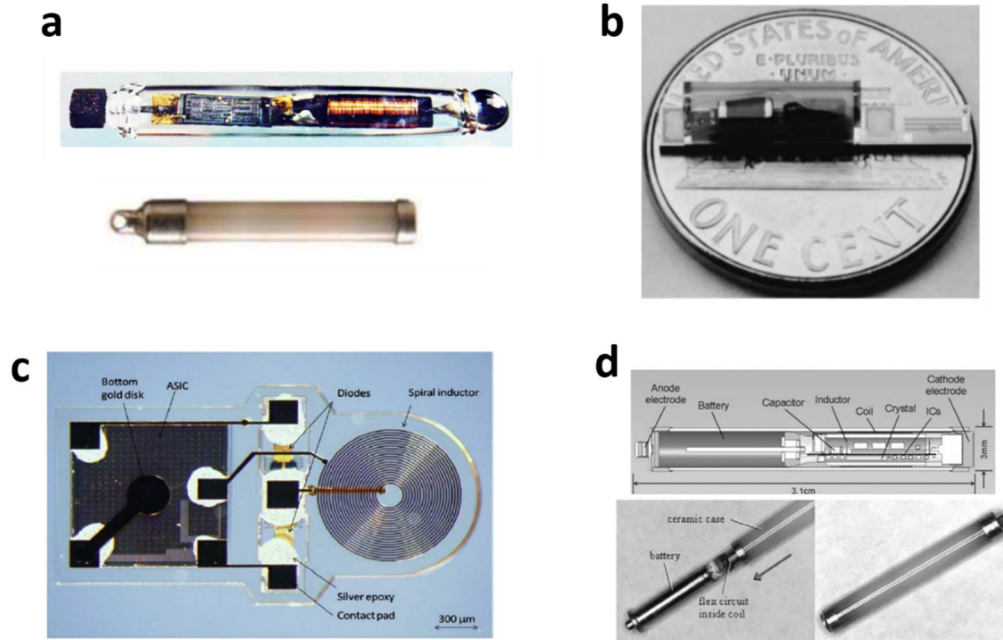 a
b
UNITED STATES OF AMERICA
E·PLURIBUS
·UNUM·
ONE CENT
c
Bottom
gold disk
ASIC
Diodes
Spiral inductor
Silver epoxy
Contact pad
300 µm
d
Anode
electrode
Battery
Capacitor
Inductor
Coil
Crystal
ICs
Cathode
electrode
3mm
3.1cm
ceramic case
battery
flex circuit
inside coil